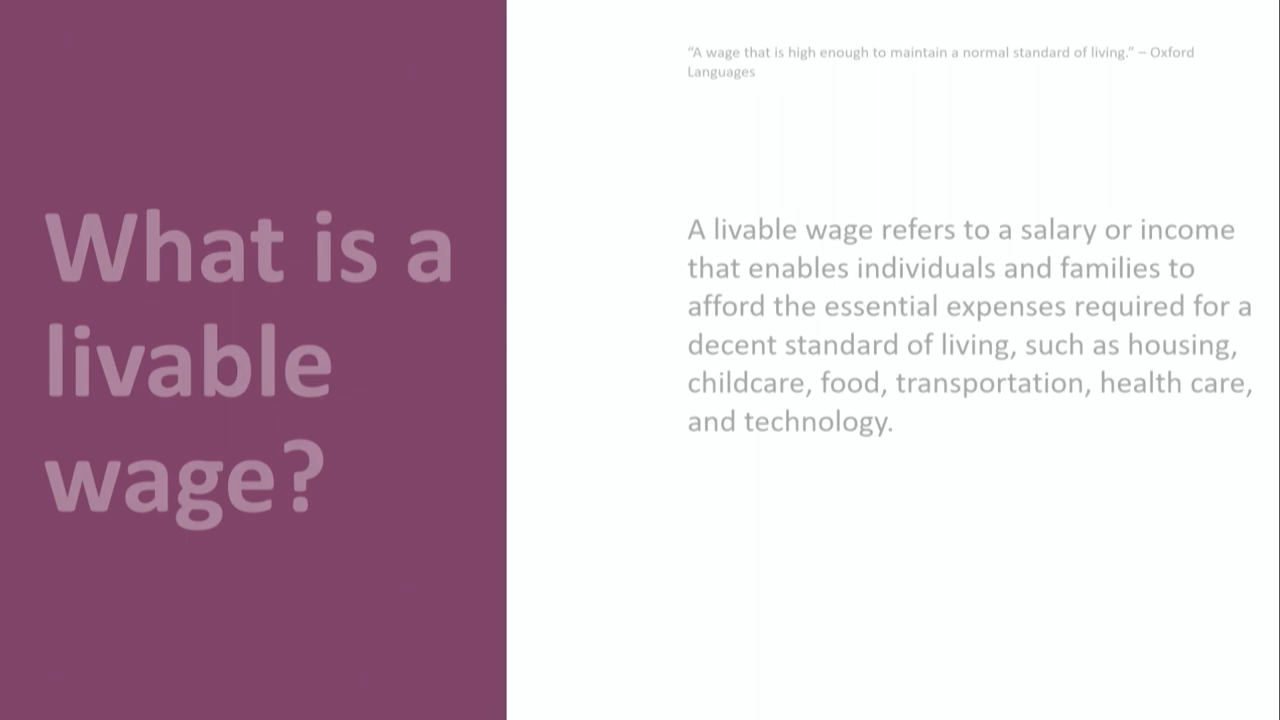 What is a
livable
wage?
“A wage that is high enough to maintain a normal standard of living.” – Oxford
Languages
A livable wage refers to a salary or income
that enables individuals and families to
afford the essential expenses required for a
decent standard of living, such as housing,
childcare, food, transportation, health care,
and technology.